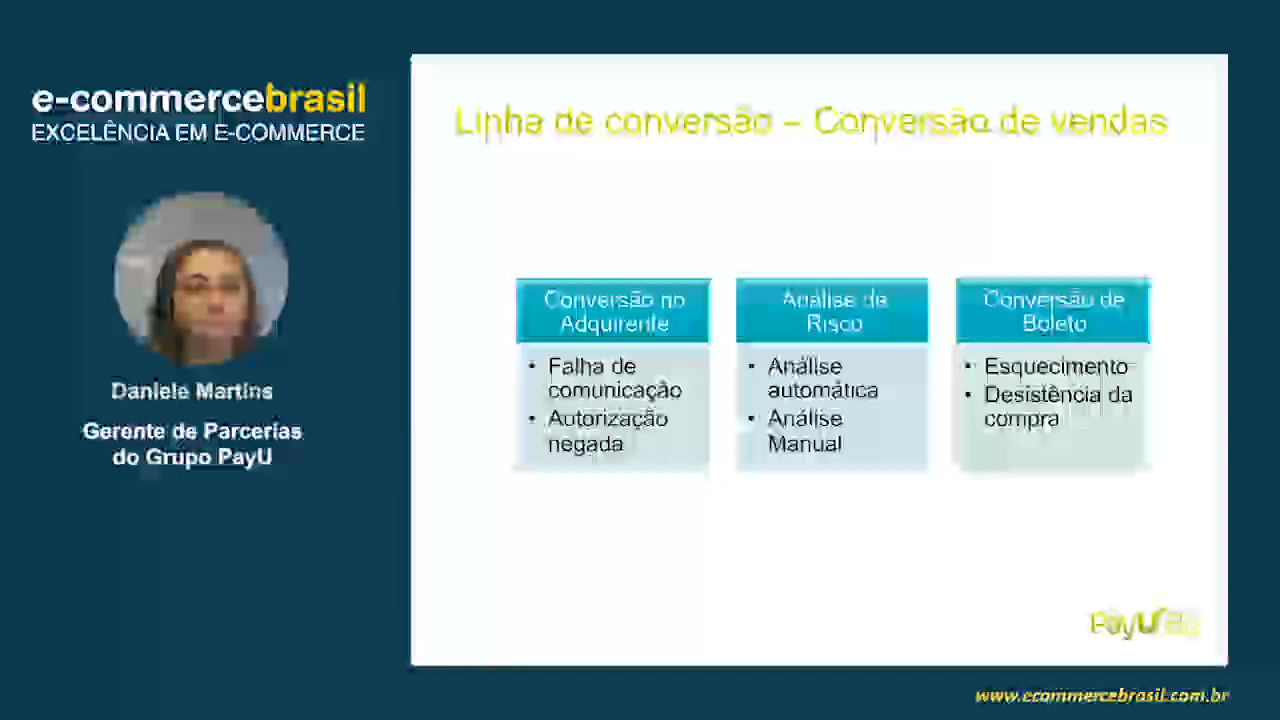 e-commercebrasil
EXCELÊNCIA EM E-COMMERCE
Daniele Martins
Gerente de Parcerias
do Grupo PayU
Linha de conversão – Conversão de vendas
Conversão no
Adquirente
• Falha de
comunicação
• Autorização
negada
Análise de
Risco
• Análise
automática
• Análise
Manual
Conversão de
Boleto
• Esquecimento
• Desistência da
compra
PayU
www.ecommercebrasil.com.br